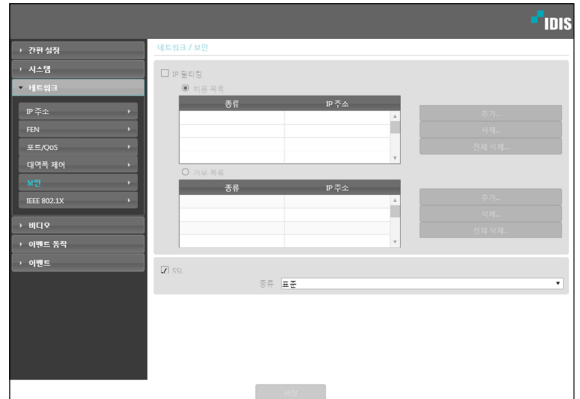 IDIS
간편 설정
시스템
네트워크
IP 주소
FEN
포트/QoS
대역폭 제어
보안
IEEE 802.1X
비디오
이벤트 동작
이벤트
네트워크 / 보안
IP 필터링
허용 목록
종류 IP 주소
추가...
삭제...
전체 삭제...
거부 목록
종류 IP 주소
추가...
삭제...
전체 삭제...
SSL
종류 표준
저장